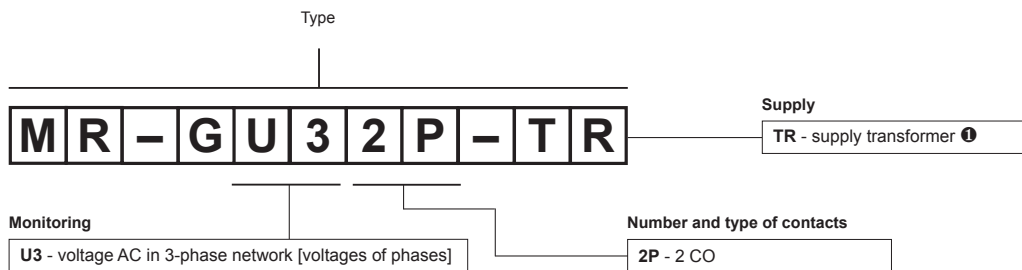 Type
MR–GU32P–TR
Supply
TR - supply transformer ❶
Monitoring
U3 - voltage AC in 3-phase network [voltages of phases]
Number and type of contacts
2P - 2 CO